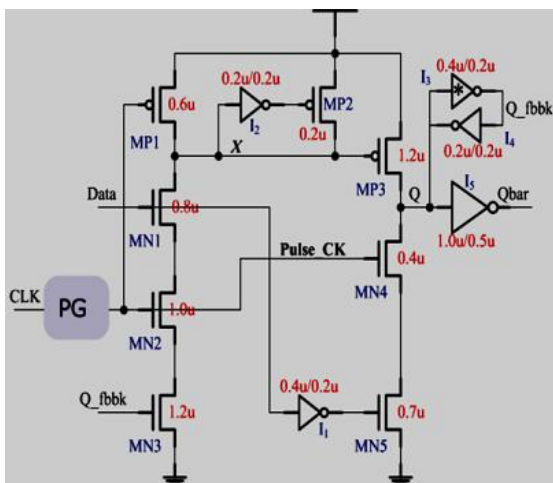 0.4u/0.2u
I3
*
Q_fbbk
0.2u/0.2u
I4
0.2u/0.2u
I2
MP1
0.6u
MP2
0.2u
X
MP3
1.2u
Q
I5
Qbar
1.0u/0.5u
Data
0.8u
MN1
Pulse_CK
0.4u
MN4
CLK
PG
1.0u
MN2
Q_fbbk
1.2u
MN3
0.4u/0.2u
I1
0.7u
MN5